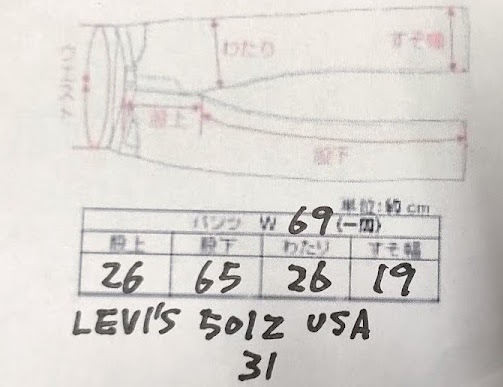 わたり
すそ幅
ウエスト(W)
股上
股下
単位:約cm
パンツ W 69(一周)
股上 股下 わたり すそ幅
26 65 26 19
LEVI'S 501Z USA
31